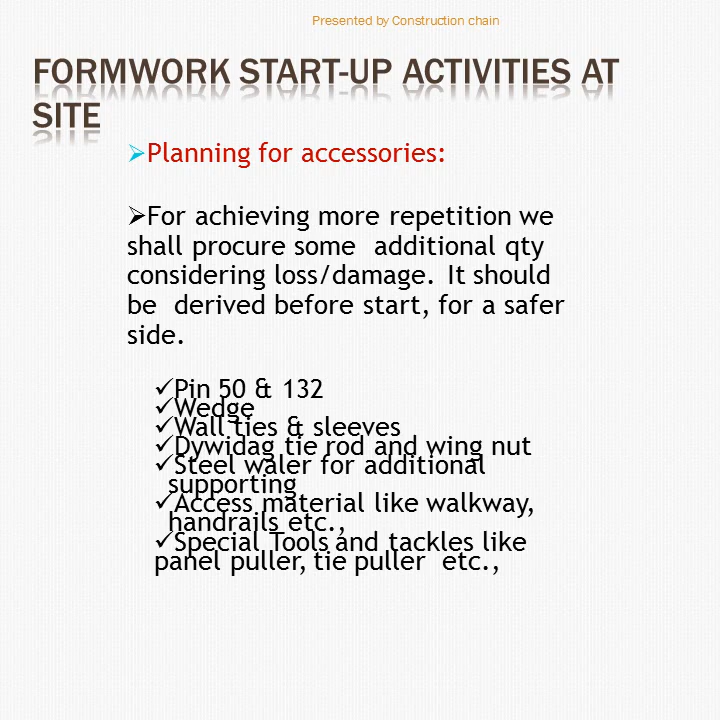 Presented by Construction chain
FORMWORK START-UP ACTIVITIES AT
SITE
➢Planning for accessories:
➢For achieving more repetition we
shall procure some additional qty
considering loss/damage. It should
be derived before start, for a safer
side.
✓Pin 50 & 132
✓Wedge
✓Wall ties & sleeves
✓Dywidag tie rod and wing nut
✓Steel waler for additional
supporting
✓Access material like walkway,
handrails etc.,
✓Special Tools and tackles like
panel puller, tie puller etc.,